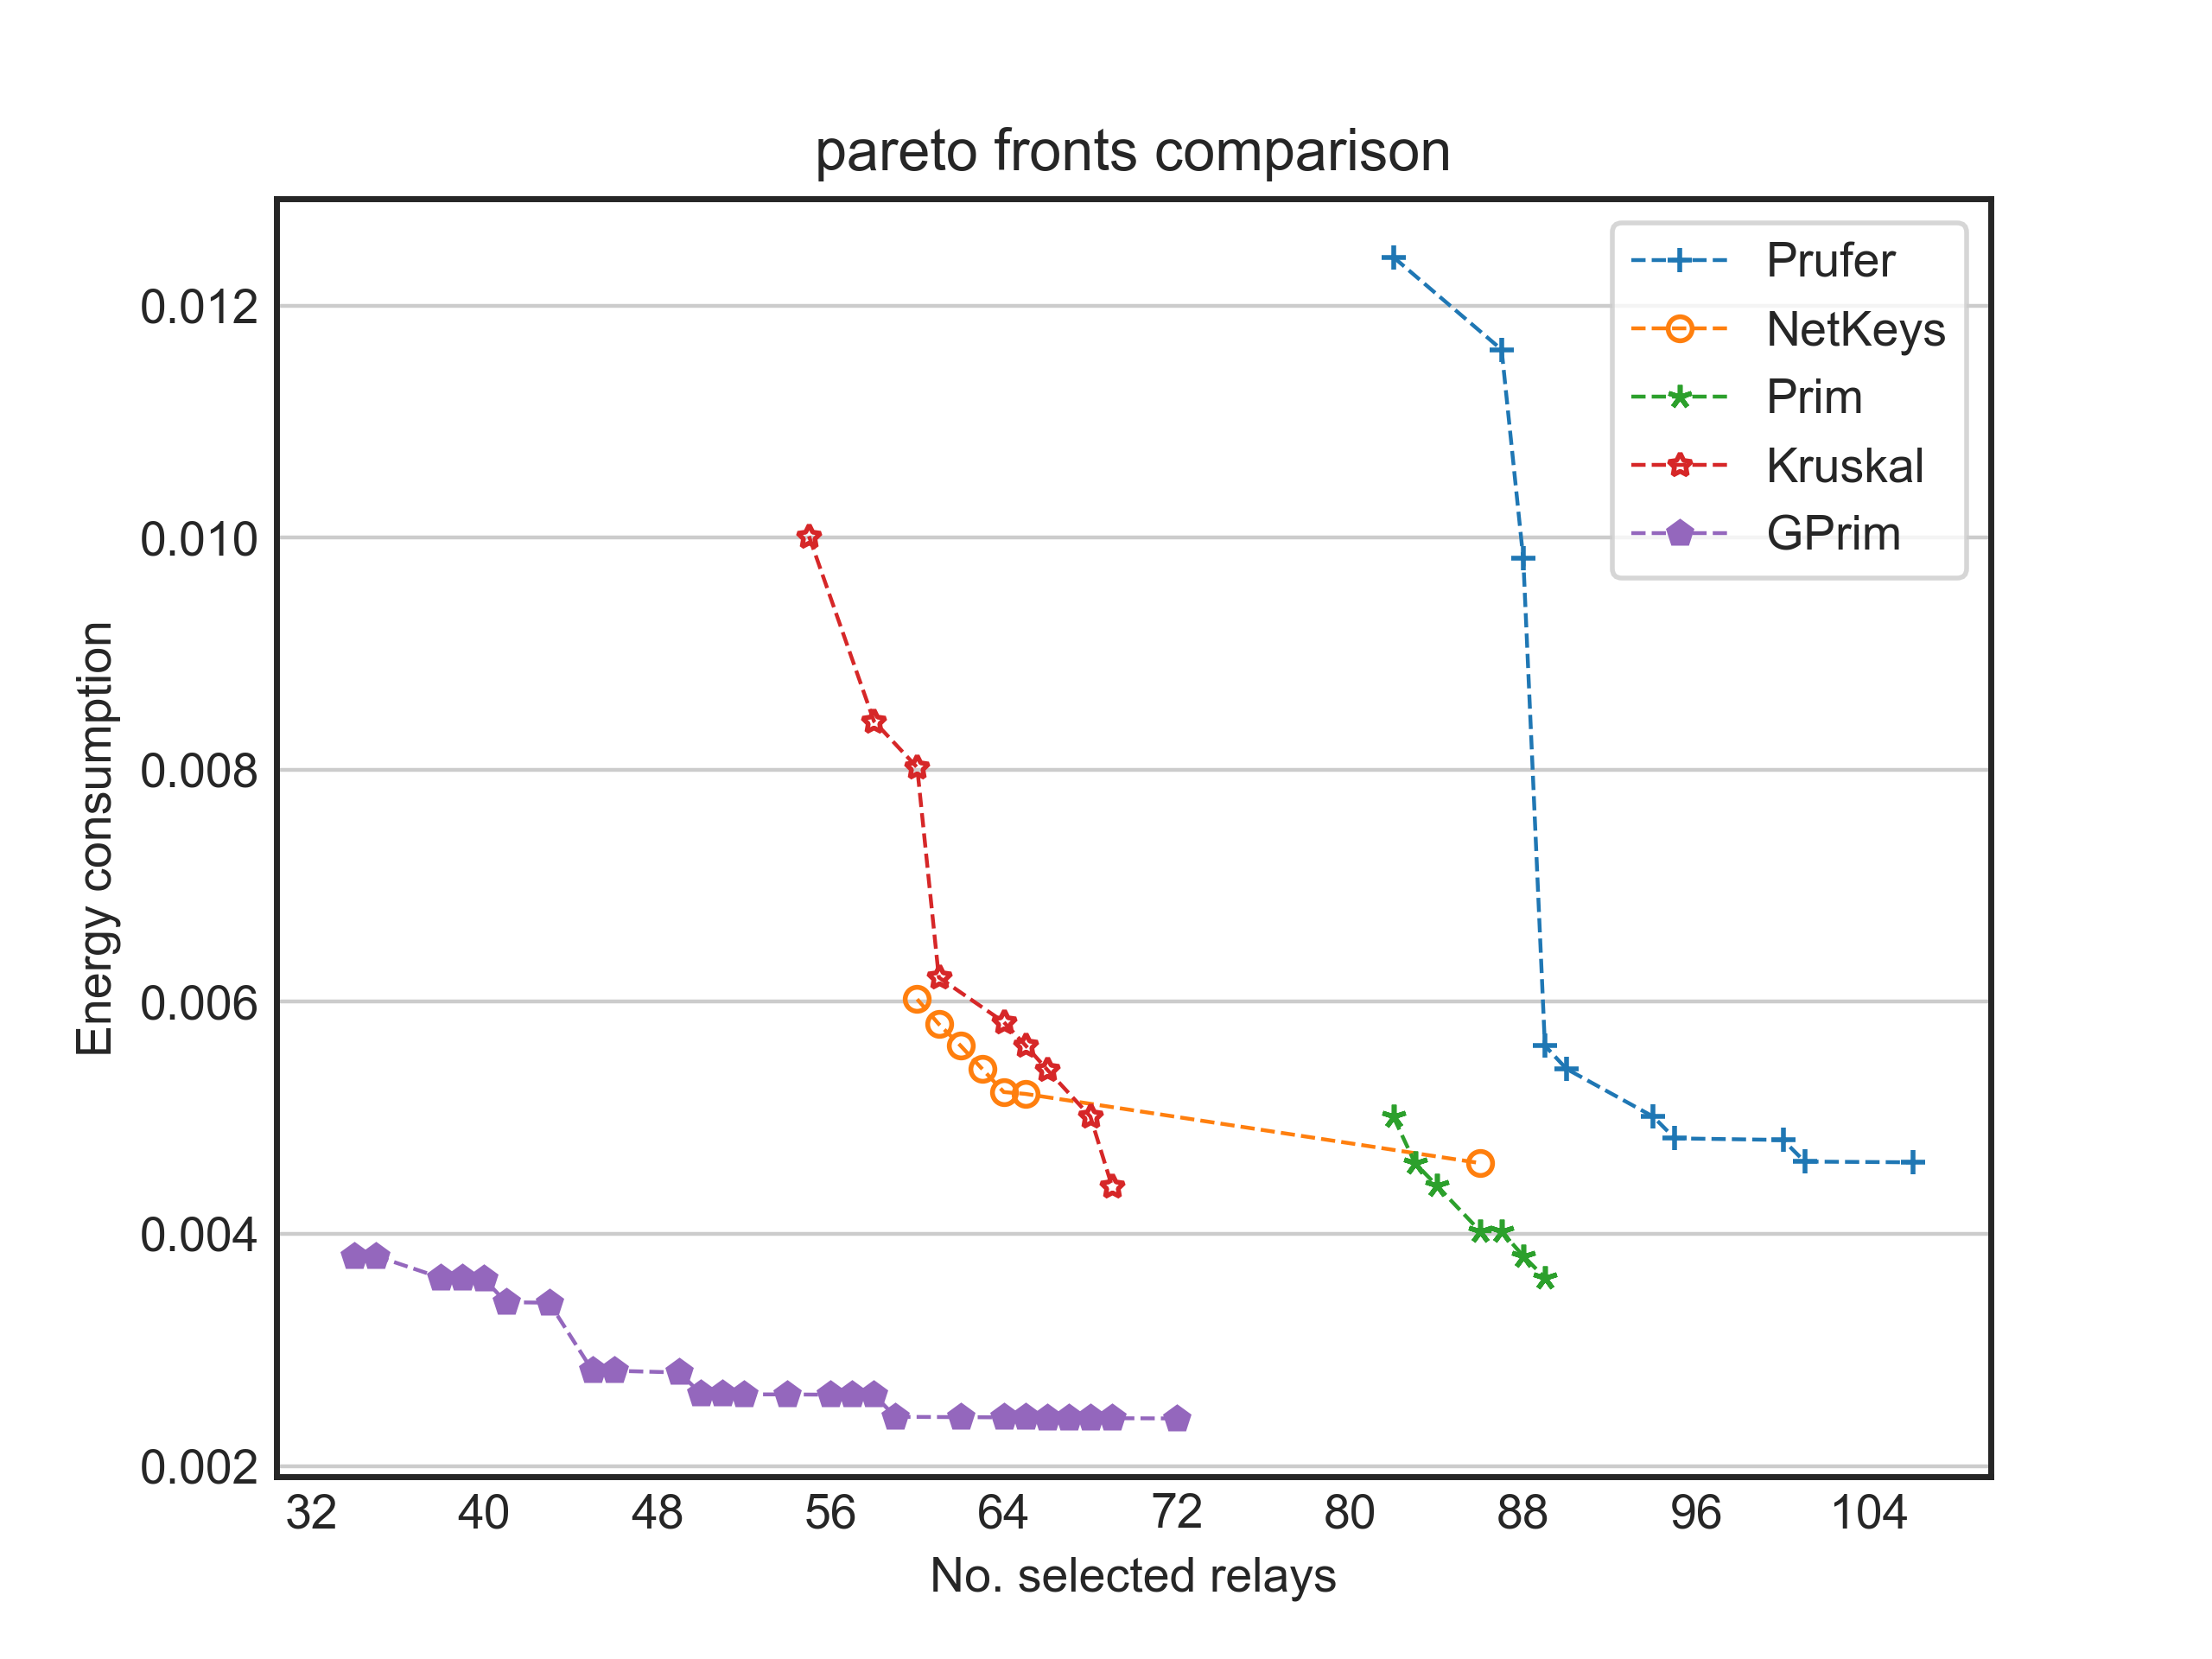 pareto fronts comparison
Prufer
NetKeys
Prim
Kruskal
GPrim
0.012
0.010
0.008
0.006
0.004
0.002
Energy consumption
32 40 48 56 64 72 80 88 96 104
No. selected relays